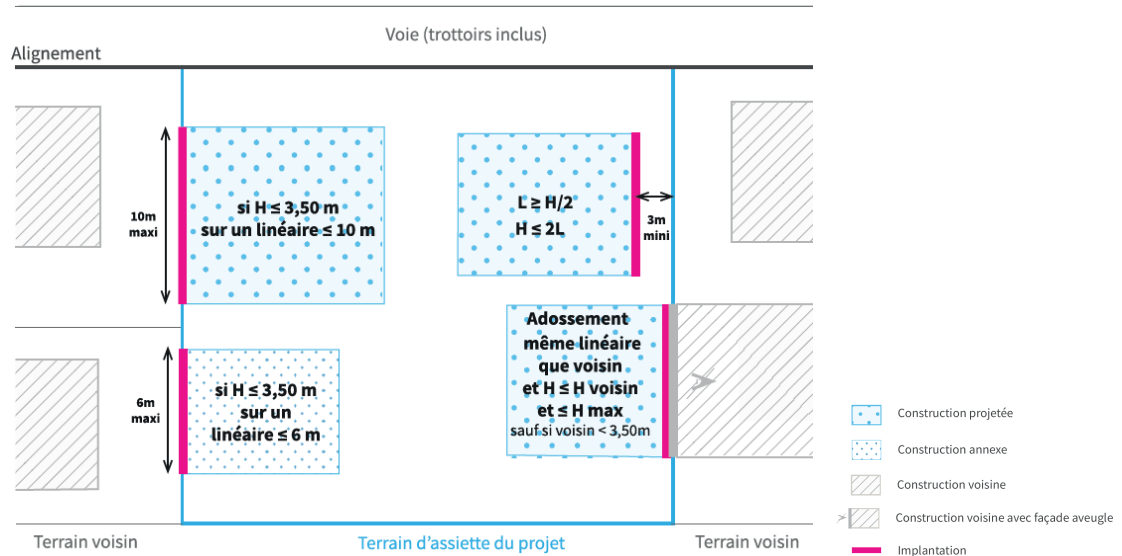 Voie (trottoirs inclus)
Alignement
10m
maxi
si H ≤ 3,50 m
sur un linéaire ≤ 10 m
L ≥ H/2
H ≤ 2L
3m
mini
6m
maxi
si H ≤ 3,50 m
sur un
linéaire ≤ 6 m
Adossement
même linéaire
que voisin
et H ≤ H voisin
et ≤ H max
sauf si voisin < 3,50m
Terrain voisin
Terrain d'assiette du projet
Terrain voisin
Construction projetée
Construction annexe
Construction voisine
Construction voisine avec façade aveugle
Implantation